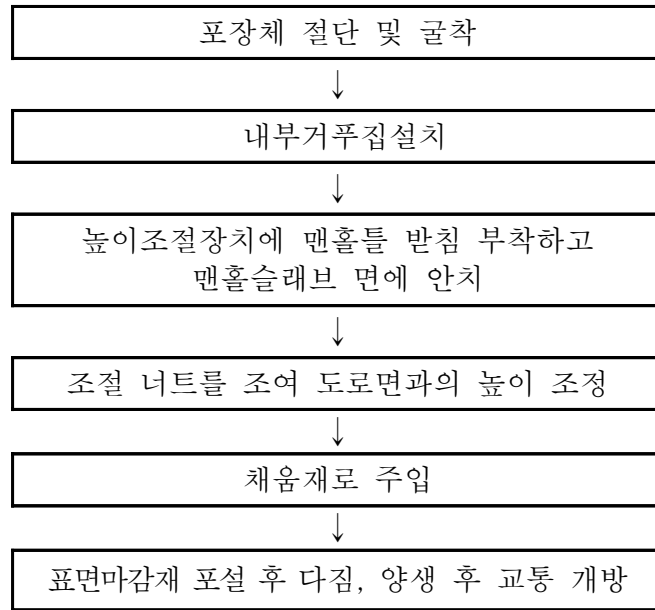 포장체 절단 및 굴착
↓
내부거푸집설치
↓
높이조절장치에 맨홀틀 받침 부착하고
맨홀슬래브 면에 안치
↓
조절 너트를 조여 도로면과의 높이 조정
↓
채움재로 주입
↓
표면마감재 포설 후 다짐, 양생 후 교통 개방